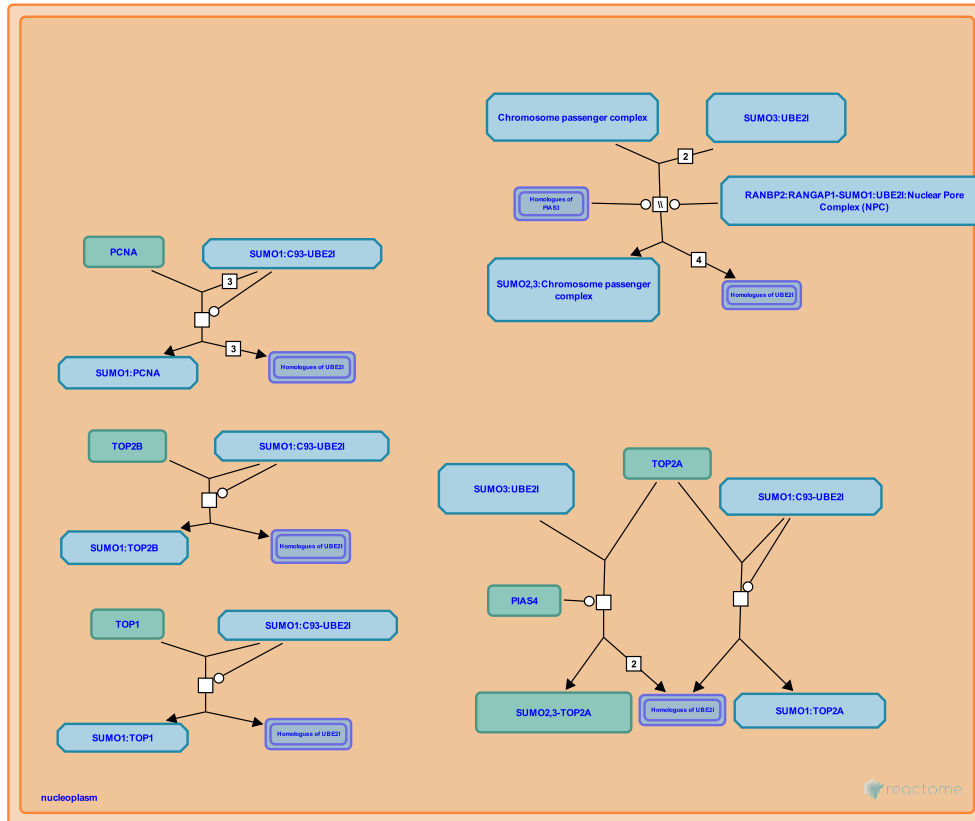 Chromosome passenger complex
SUMO3:UBE2I
2
Homologues of
PIAS3
\\
RANBP2:RANGAP1-SUMO1:UBE2I:Nuclear Pore
Complex (NPC)
4
SUMO2,3:Chromosome passenger
complex
Homologues of UBE2I
PCNA
SUMO1:C93-UBE2I
3
3
SUMO1:PCNA
Homologues of UBE2I
TOP2B
SUMO1:C93-UBE2I
SUMO1:TOP2B
Homologues of UBE2I
TOP2A
SUMO3:UBE2I
SUMO1:C93-UBE2I
PIAS4
2
SUMO2,3-TOP2A
Homologues of UBE2I
SUMO1:TOP2A
TOP1
SUMO1:C93-UBE2I
SUMO1:TOP1
Homologues of UBE2I
nucleoplasm
reactome